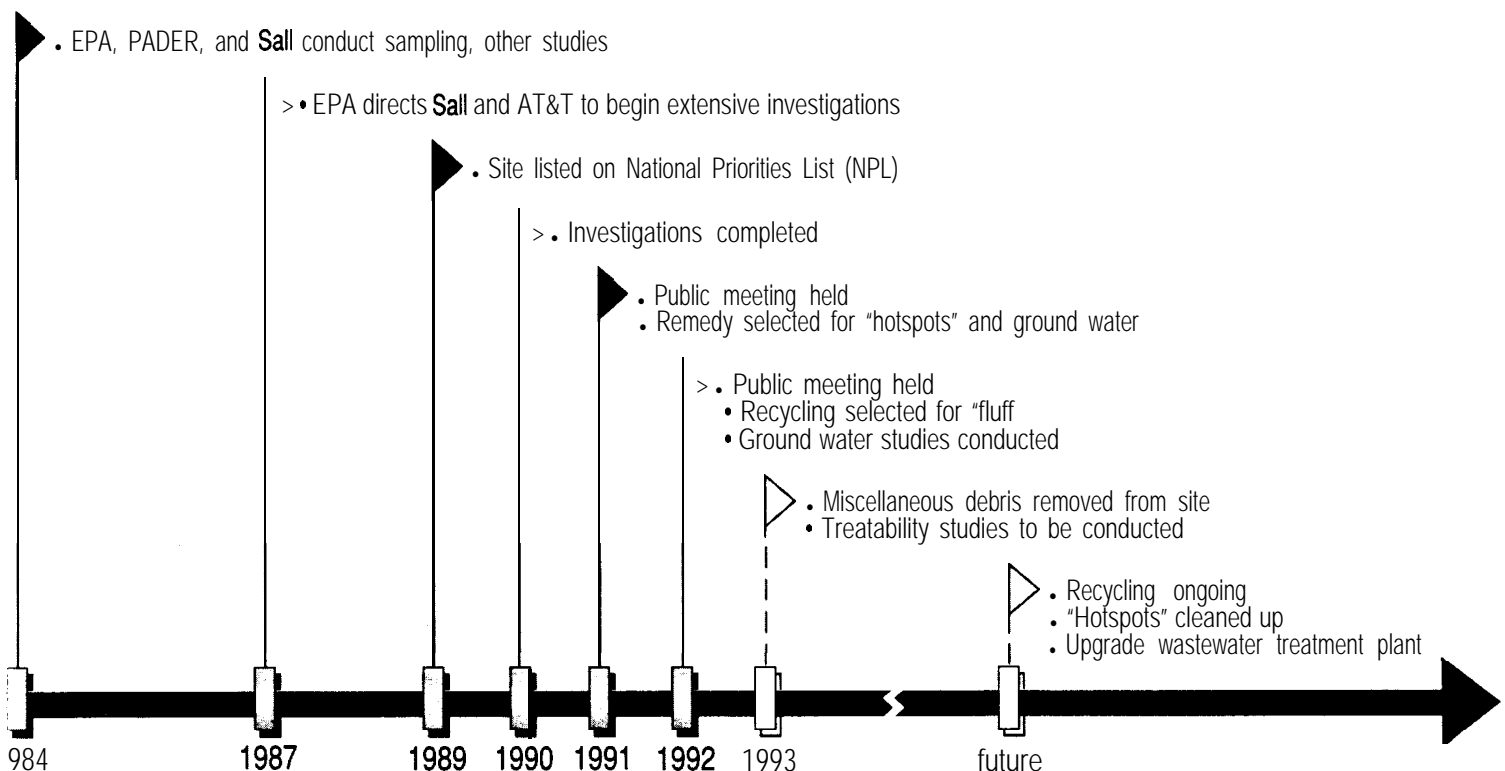 • EPA, PADER, and Sall conduct sampling, other studies
> • EPA directs Sall and AT&T to begin extensive investigations
• Site listed on National Priorities List (NPL)
> • Investigations completed
• Public meeting held
• Remedy selected for "hotspots" and ground water
> • Public meeting held
• Recycling selected for "fluff
• Ground water studies conducted
• Miscellaneous debris removed from site
• Treatability studies to be conducted
• Recycling ongoing
• "Hotspots" cleaned up
• Upgrade wastewater treatment plant
984 1987 1989 1990 1991 1992 1993 future